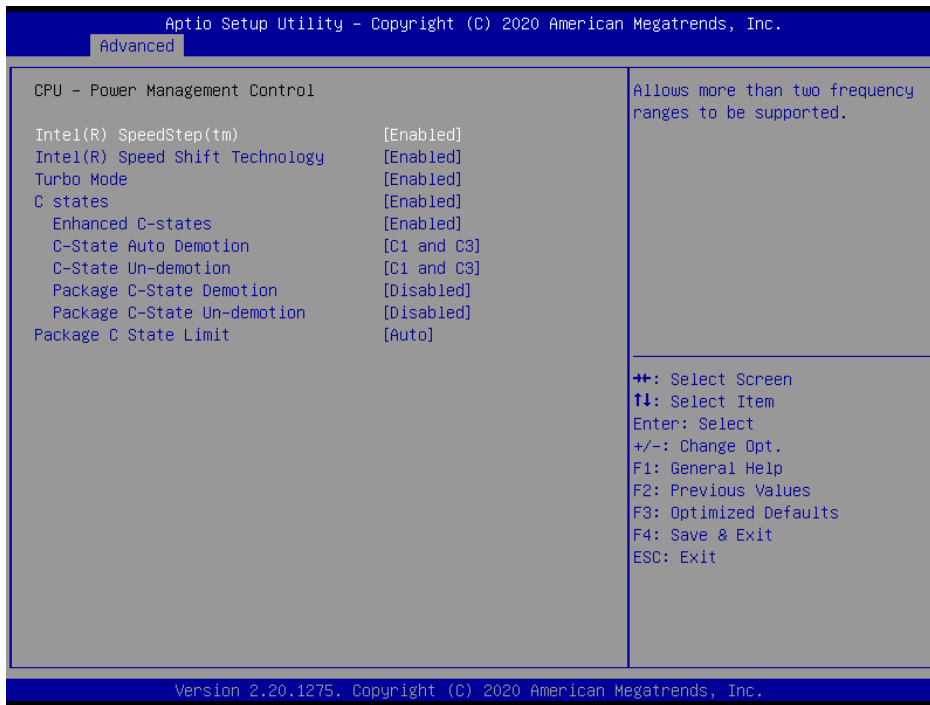 Aptio Setup Utility – Copyright (C) 2020 American Megatrends, Inc.
Advanced
CPU – Power Management Control
Intel(R) SpeedStep(tm) [Enabled]
Intel(R) Speed Shift Technology [Enabled]
Turbo Mode [Enabled]
C states [Enabled]
Enhanced C-states [Enabled]
C-State Auto Demotion [C1 and C3]
C-State Un-demotion [C1 and C3]
Package C-State Demotion [Disabled]
Package C-State Un-demotion [Disabled]
Package C State Limit [Auto]
Allows more than two frequency
ranges to be supported.
→←: Select Screen
↑↓: Select Item
Enter: Select
+/-: Change Opt.
F1: General Help
F2: Previous Values
F3: Optimized Defaults
F4: Save & Exit
ESC: Exit
Version 2.20.1275. Copyright (C) 2020 American Megatrends, Inc.